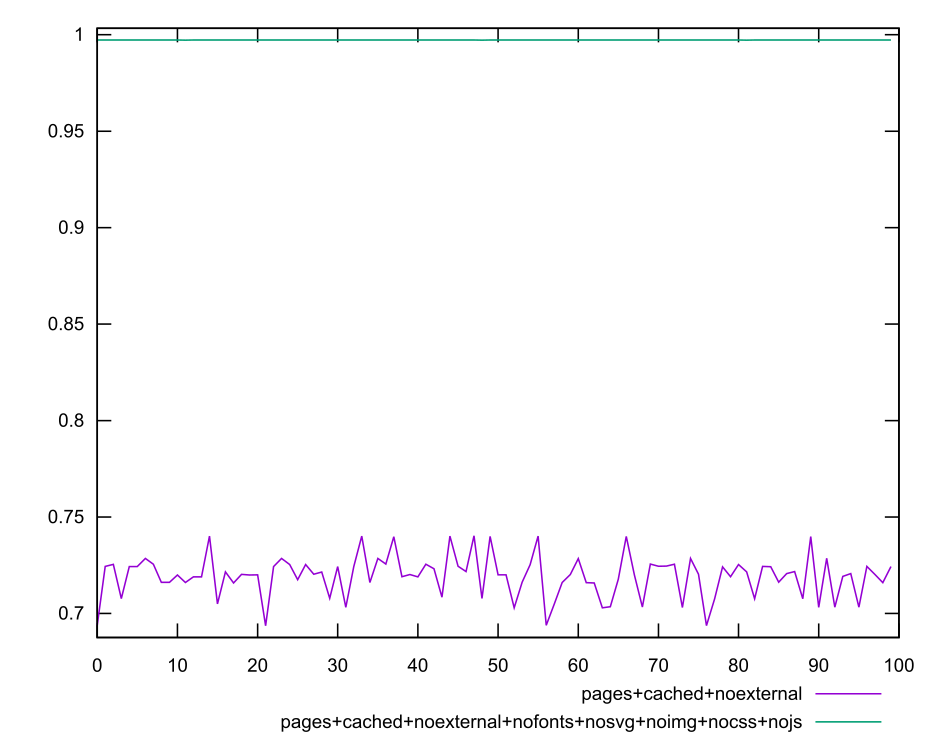 1
0.95
0.9
0.85
0.8
0.75
0.7
0 10 20 30 40 50 60 70 80 90 100
pages+cached+noexternal
pages+cached+noexternal+nofonts+nosvg+noimg+nocss+nojs